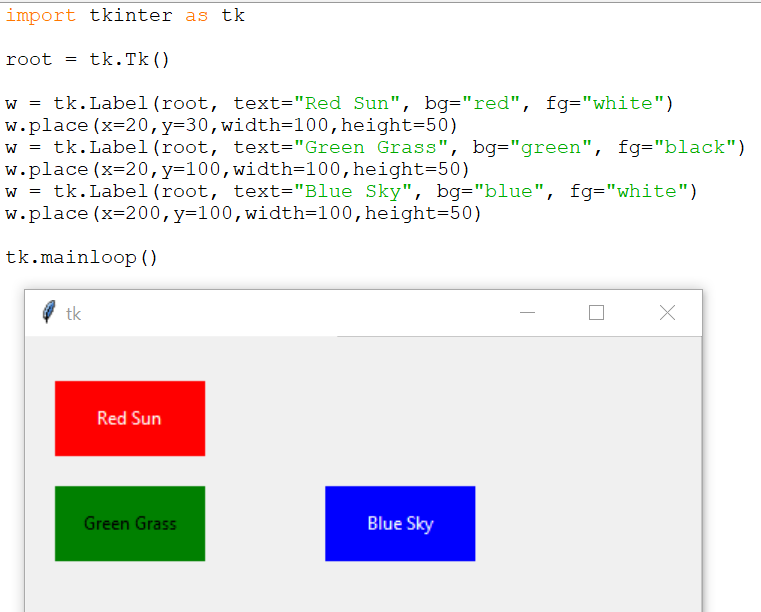 import tkinter as tk
root = tk.Tk()
w = tk.Label(root, text="Red Sun", bg="red", fg="white")
w.place(x=20,y=30,width=100,height=50)
w = tk.Label(root, text="Green Grass", bg="green", fg="black")
w.place(x=20,y=100,width=100,height=50)
w = tk.Label(root, text="Blue Sky", bg="blue", fg="white")
w.place(x=200,y=100,width=100,height=50)
tk.mainloop()
tk
Red Sun
Green Grass
Blue Sky